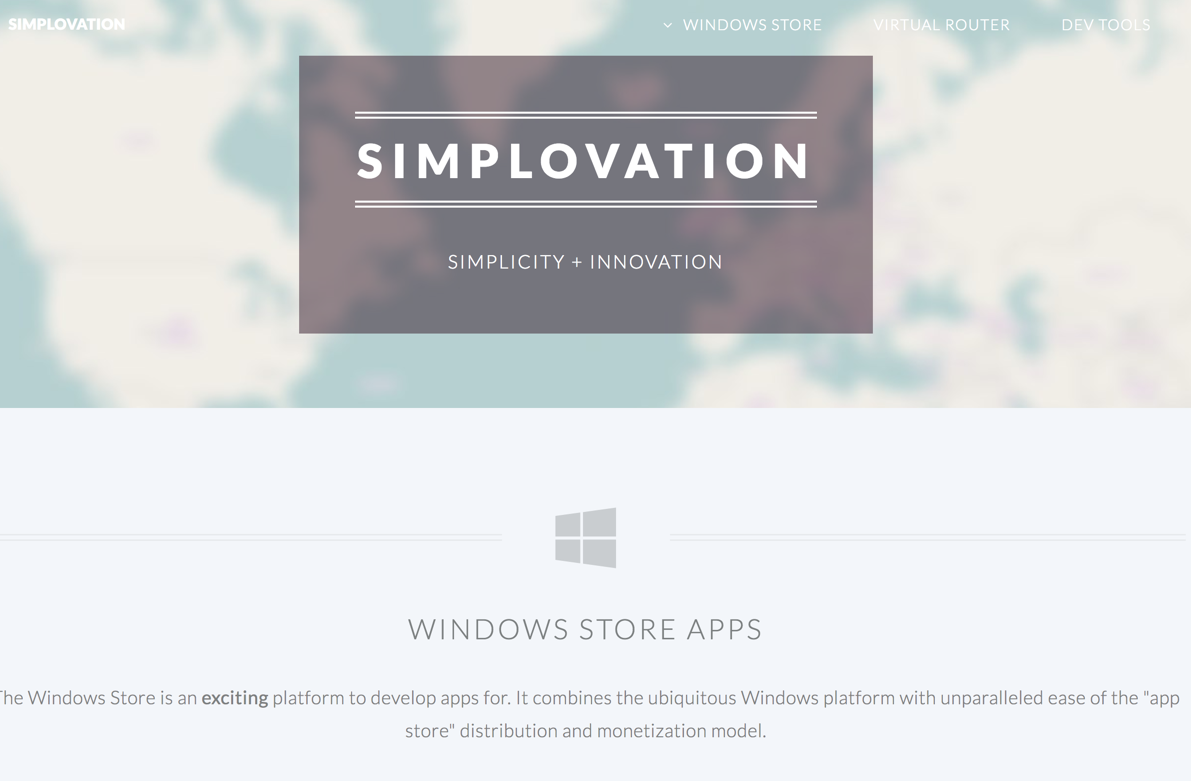 SIMPLOVATION
WINDOWS STORE
VIRTUAL ROUTER
DEV TOOLS
SIMPLOVATION
SIMPLICITY + INNOVATION
WINDOWS STORE APPS
The Windows Store is an exciting platform to develop apps for. It combines the ubiquitous Windows platform with unparalleled ease of the "app
store" distribution and monetization model.